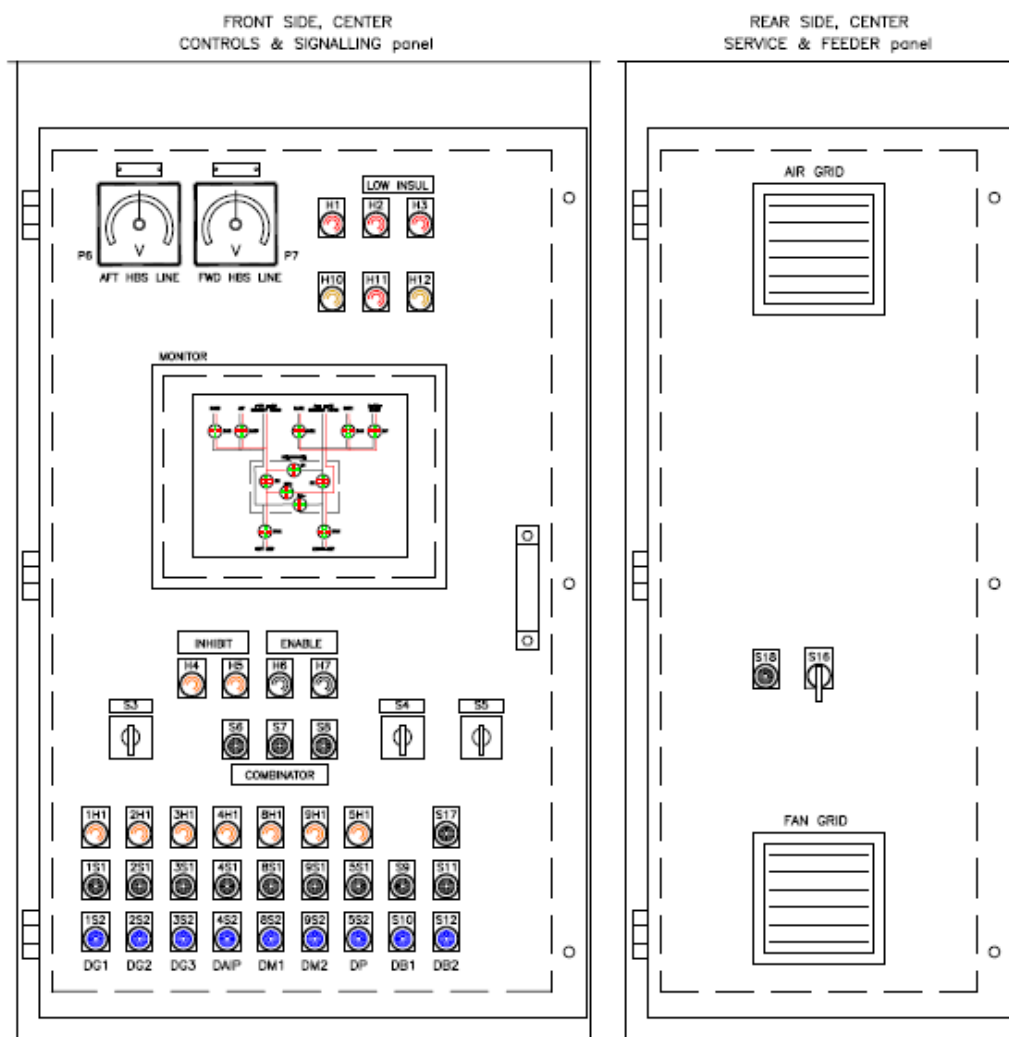 FRONT SIDE, CENTER
CONTROLS & SIGNALLING panel
REAR SIDE, CENTER
SERVICE & FEEDER panel
LOW INSUL
H1 H2 H3
V V
P6 P7
AFT HBS LINE FWD HBS LINE
H10 H11 H12
AIR GRID
MONITOR
INHIBIT ENABLE
H4 H5 H6 H7
S18 S16
S3 S4 S5
S6 S7 S8
COMBINATOR
1H1 2H1 3H1 4H1 8H1 9H1 5H1 S17
1S1 2S1 3S1 4S1 8S1 9S1 5S1 S9 S11
1S2 2S2 3S2 4S2 8S2 9S2 5S2 S10 S12
DG1 DG2 DG3 DAIP DM1 DM2 DP DB1 DB2
FAN GRID